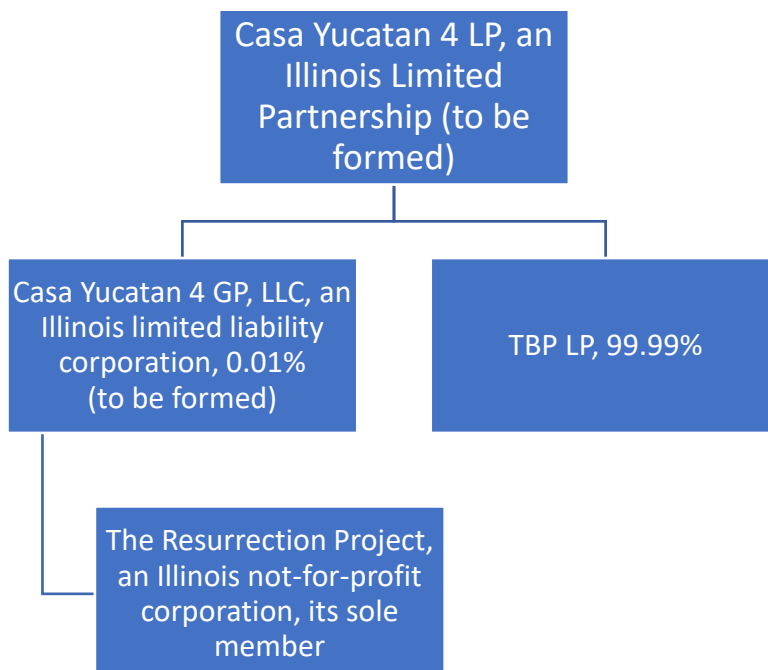 Casa Yucatan 4 LP, an
Illinois Limited
Partnership (to be
formed)
Casa Yucatan 4 GP, LLC, an
Illinois limited liability
corporation, 0.01%
(to be formed)
TBP LP, 99.99%
The Resurrection Project,
an Illinois not-for-profit
corporation, its sole
member